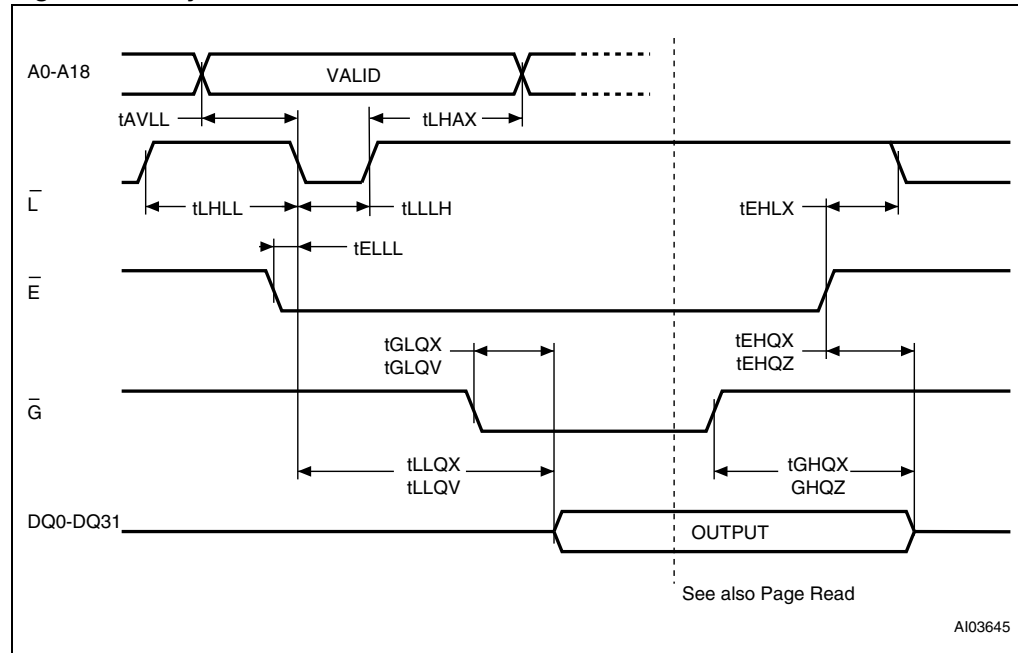 A0-A18
VALID
tAVLL
tLHAX
L
tLHLL
tLLLH
tEHLX
tELLL
E
tGLQX
tGLQV
tEHQX
tEHQZ
G
tLLQX
tLLQV
tGHQX
GHQZ
DQ0-DQ31
OUTPUT
See also Page Read
AI03645